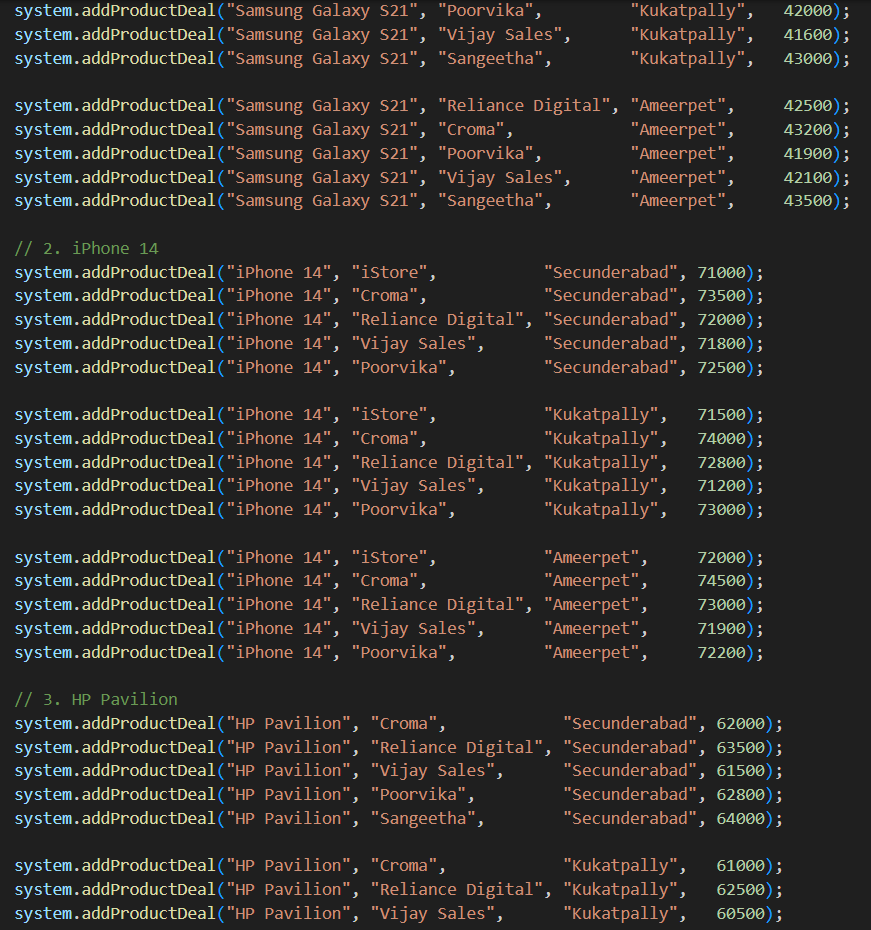 system.addProductDeal("Samsung Galaxy S21", "Poorvika",         "Kukatpally",   42000);
system.addProductDeal("Samsung Galaxy S21", "Vijay Sales",      "Kukatpally",   41600);
system.addProductDeal("Samsung Galaxy S21", "Sangeetha",        "Kukatpally",   43000);

system.addProductDeal("Samsung Galaxy S21", "Reliance Digital", "Ameerpet",     42500);
system.addProductDeal("Samsung Galaxy S21", "Croma",            "Ameerpet",     43200);
system.addProductDeal("Samsung Galaxy S21", "Poorvika",         "Ameerpet",     41900);
system.addProductDeal("Samsung Galaxy S21", "Vijay Sales",      "Ameerpet",     42100);
system.addProductDeal("Samsung Galaxy S21", "Sangeetha",        "Ameerpet",     43500);

// 2. iPhone 14
system.addProductDeal("iPhone 14", "iStore",           "Secunderabad", 71000);
system.addProductDeal("iPhone 14", "Croma",            "Secunderabad", 73500);
system.addProductDeal("iPhone 14", "Reliance Digital", "Secunderabad", 72000);
system.addProductDeal("iPhone 14", "Vijay Sales",      "Secunderabad", 71800);
system.addProductDeal("iPhone 14", "Poorvika",         "Secunderabad", 72500);

system.addProductDeal("iPhone 14", "iStore",           "Kukatpally",   71500);
system.addProductDeal("iPhone 14", "Croma",            "Kukatpally",   74000);
system.addProductDeal("iPhone 14", "Reliance Digital", "Kukatpally",   72800);
system.addProductDeal("iPhone 14", "Vijay Sales",      "Kukatpally",   71200);
system.addProductDeal("iPhone 14", "Poorvika",         "Kukatpally",   73000);

system.addProductDeal("iPhone 14", "iStore",           "Ameerpet",     72000);
system.addProductDeal("iPhone 14", "Croma",            "Ameerpet",     74500);
system.addProductDeal("iPhone 14", "Reliance Digital", "Ameerpet",     73000);
system.addProductDeal("iPhone 14", "Vijay Sales",      "Ameerpet",     71900);
system.addProductDeal("iPhone 14", "Poorvika",         "Ameerpet",     72200);

// 3. HP Pavilion
system.addProductDeal("HP Pavilion", "Croma",            "Secunderabad", 62000);
system.addProductDeal("HP Pavilion", "Reliance Digital", "Secunderabad", 63500);
system.addProductDeal("HP Pavilion", "Vijay Sales",      "Secunderabad", 61500);
system.addProductDeal("HP Pavilion", "Poorvika",         "Secunderabad", 62800);
system.addProductDeal("HP Pavilion", "Sangeetha",        "Secunderabad", 64000);

system.addProductDeal("HP Pavilion", "Croma",            "Kukatpally",   61000);
system.addProductDeal("HP Pavilion", "Reliance Digital", "Kukatpally",   62500);
system.addProductDeal("HP Pavilion", "Vijay Sales",      "Kukatpally",   60500);